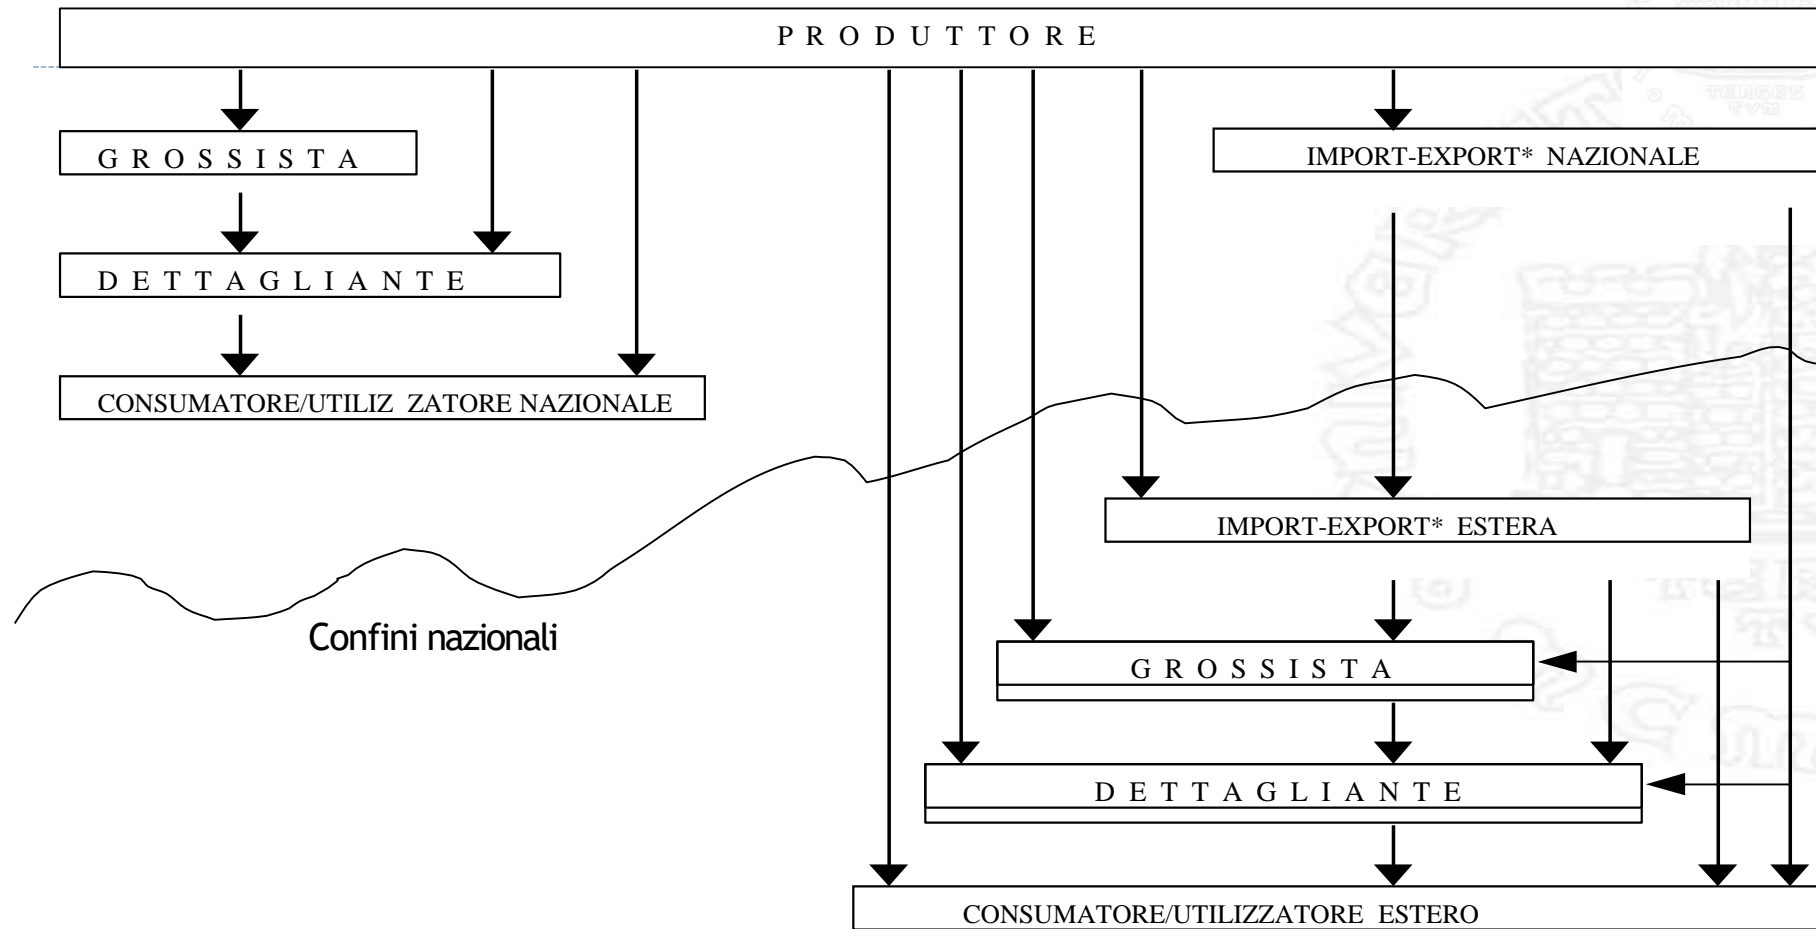 P R O D U T T O R E
G R O S S I S T A
IMPORT-EXPORT* NAZIONALE
D E T T A G L I A N T E
CONSUMATORE/UTILIZ ZATORE NAZIONALE
IMPORT-EXPORT* ESTERA
Confini nazionali
G R O S S I S T A
D E T T A G L I A N T E
CONSUMATORE/UTILIZZATORE ESTERO